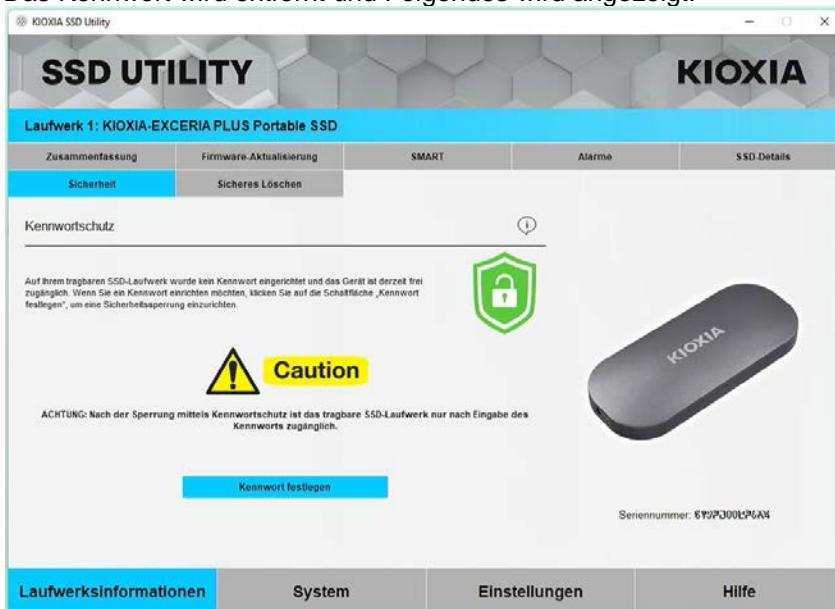 Das Kennwort wird entfernt und Folgendes wird angezeigt:
KIOXIA SSD Utility
SSD UTILITY
KIOXIA
Laufwerk 1: KIOXIA-EXCERIA PLUS Portable SSD
Zusammenfassung
Firmware-Aktualisierung
SMART
Alarme
SSD-Details
Sicherheit
Sicheres Löschen
Kennwortschutz
Auf Ihrem tragbaren SSD-Laufwerk wurde kein Kennwort eingerichtet und das Gerät ist derzeit frei
zugänglich. Wenn Sie ein Kennwort einrichten möchten, klicken Sie auf die Schaltfläche „Kennwort
festlegen“, um eine Sicherheitssperrung einzurichten.
Caution
ACHTUNG: Nach der Sperrung mittels Kennwortschutz ist das tragbare SSD-Laufwerk nur nach Eingabe des
Kennworts zugänglich.
Kennwort festlegen
KIOXIA
Seriennummer:
Laufwerksinformationen
System
Einstellungen
Hilfe